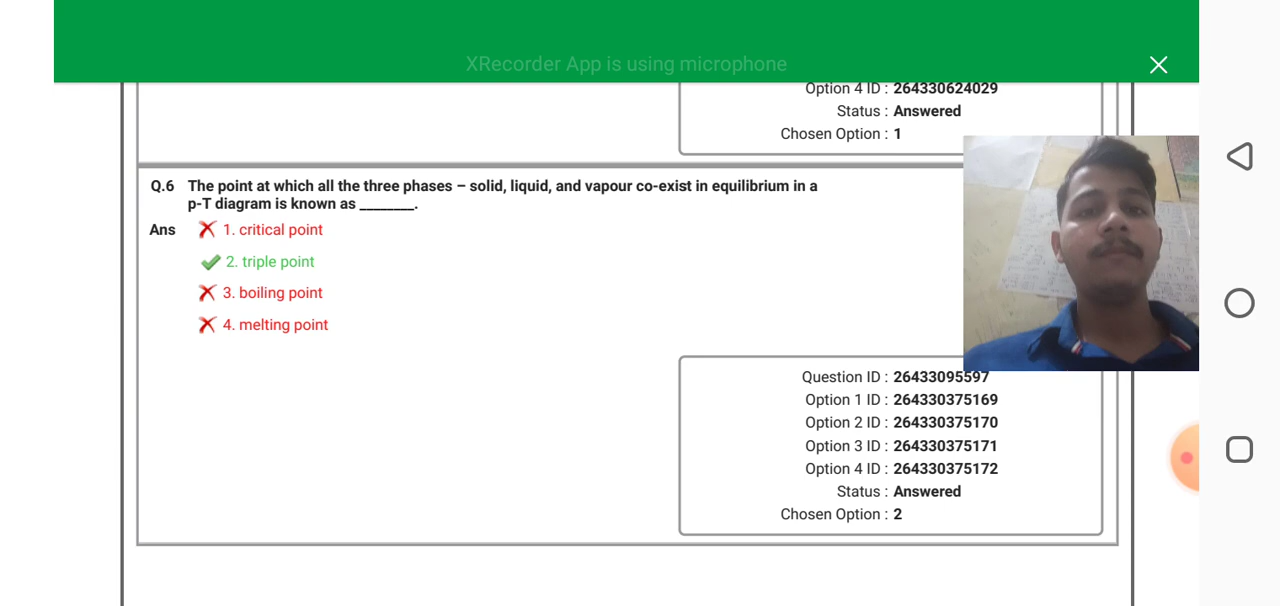 XRecorder App is using microphone
Option 4 ID : 264330624029
Status : Answered
Chosen Option : 1
Q.6 The point at which all the three phases – solid, liquid, and vapour co-exist in equilibrium in a
p-T diagram is known as ________.
Ans 1. critical point
2. triple point
3. boiling point
4. melting point
Question ID : 26433095597
Option 1 ID : 264330375169
Option 2 ID : 264330375170
Option 3 ID : 264330375171
Option 4 ID : 264330375172
Status : Answered
Chosen Option : 2